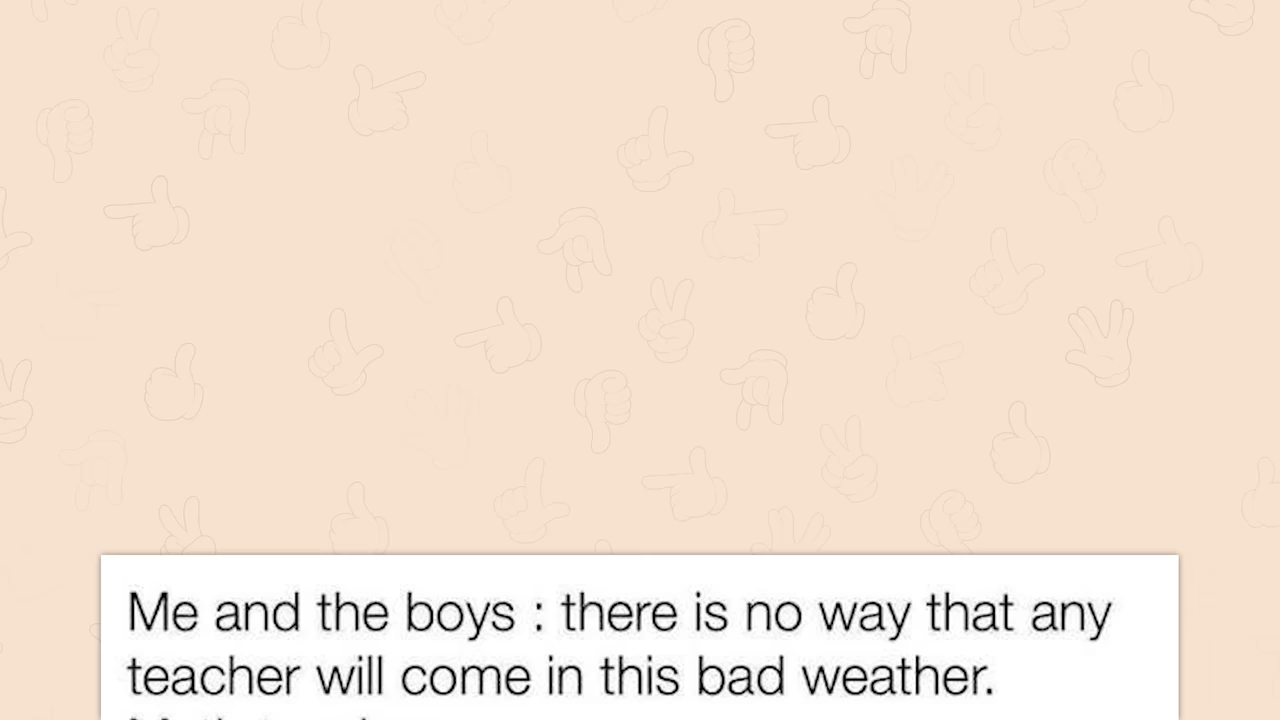 Me and the boys : there is no way that any
teacher will come in this bad weather.